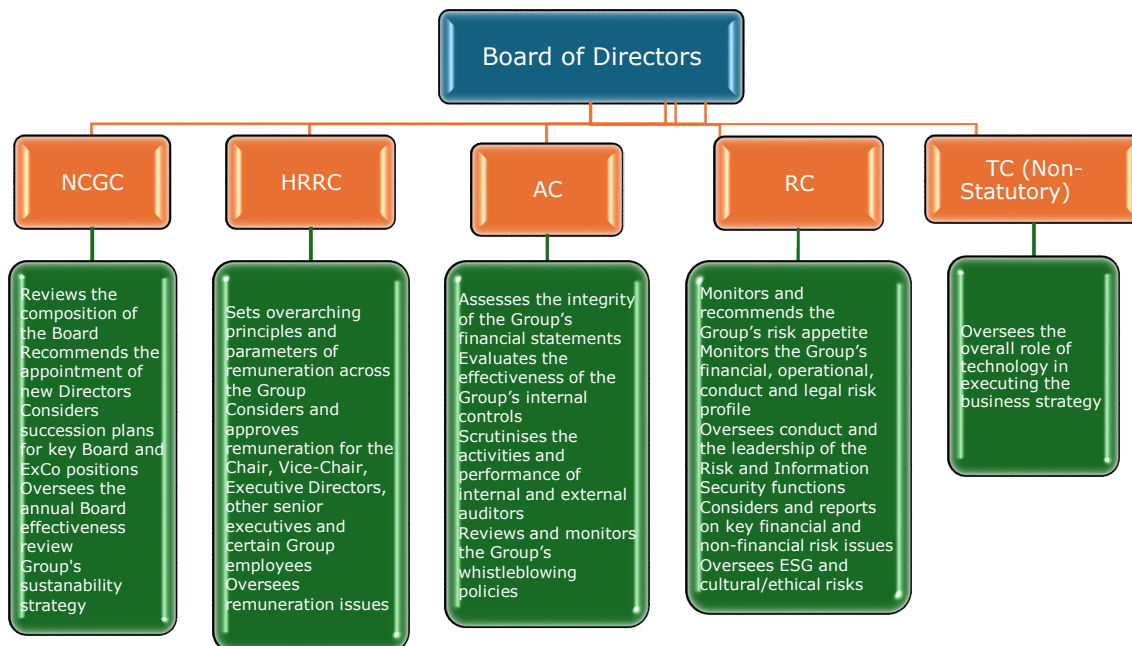 Board of Directors
NCGC
HRRC
AC
RC
TC (Non-
Statutory)
Reviews the
composition of
the Board
Recommends the
appointment of
new Directors
Considers
succession plans
for key Board and
ExCo positions
Oversees the
annual Board
effectiveness
review
Group's
sustanability
strategy
Sets overarching
principles and
parameters of
remuneration across
the Group
Considers and
approves
remuneration for the
Chair, Vice-Chair,
Executive Directors,
other senior
executives and
certain Group
employees
Oversees
remuneration issues
Assesses the integrity
of the Group’s
financial statements
Evaluates the
effectiveness of the
Group’s internal
controls
Scrutinises the
activities and
performance of
internal and external
auditors
Reviews and monitors
the Group’s
whistleblowing
policies
Monitors and
recommends the
Group’s risk appetite
Monitors the Group’s
financial, operational,
conduct and legal risk
profile
Oversees conduct and
the leadership of the
Risk and Information
Security functions
Considers and reports
on key financial and
non-financial risk issues
Oversees ESG and
cultural/ethical risks
Oversees the
overall role of
technology in
executing the
business strategy